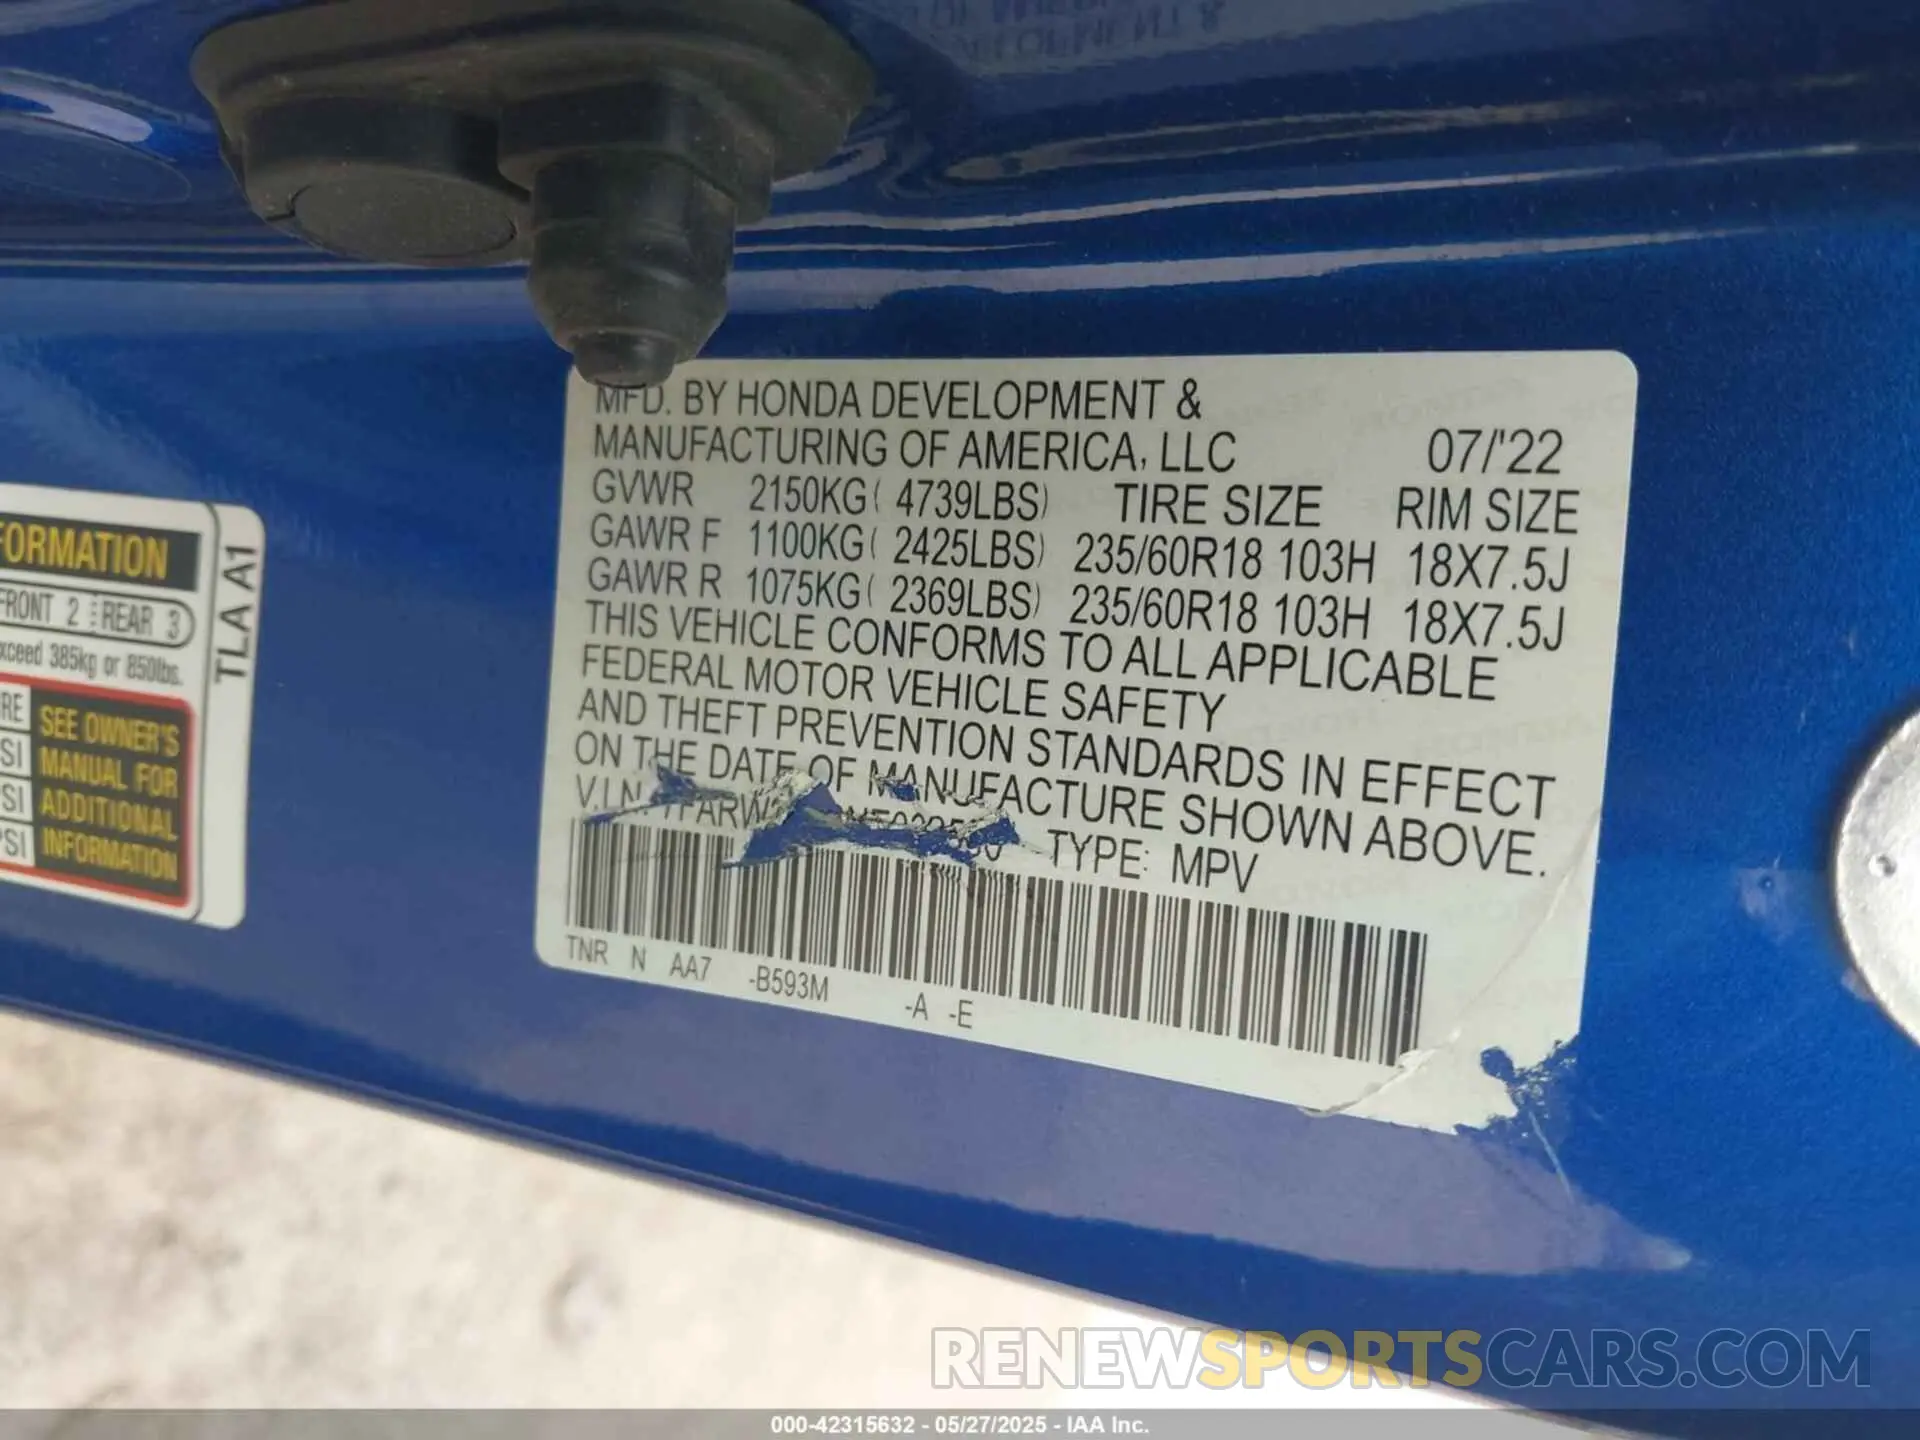 MFD. BY HONDA DEVELOPMENT &
MANUFACTURING OF AMERICA, LLC 07/'22
GVWR 2150KG( 4739LBS) TIRE SIZE RIM SIZE
GAWR F 1100KG( 2425LBS) 235/60R18 103H 18X7.5J
GAWR R 1075KG( 2369LBS) 235/60R18 103H 18X7.5J
THIS VEHICLE CONFORMS TO ALL APPLICABLE
FEDERAL MOTOR VEHICLE SAFETY
AND THEFT PREVENTION STANDARDS IN EFFECT
ON THE DATE OF MANUFACTURE SHOWN ABOVE.
V.I.N. TYPE: MPV
TNR N AA7 -B593M -A -E
FORMATION
FRONT 2 REAR 3
exceed 385kg or 850lbs.
SEE OWNER'S
MANUAL FOR
ADDITIONAL
INFORMATION
TLA A1
RENEWSPORTSCARS.COM
000-42315632 - 05/27/2025 - IAA Inc.